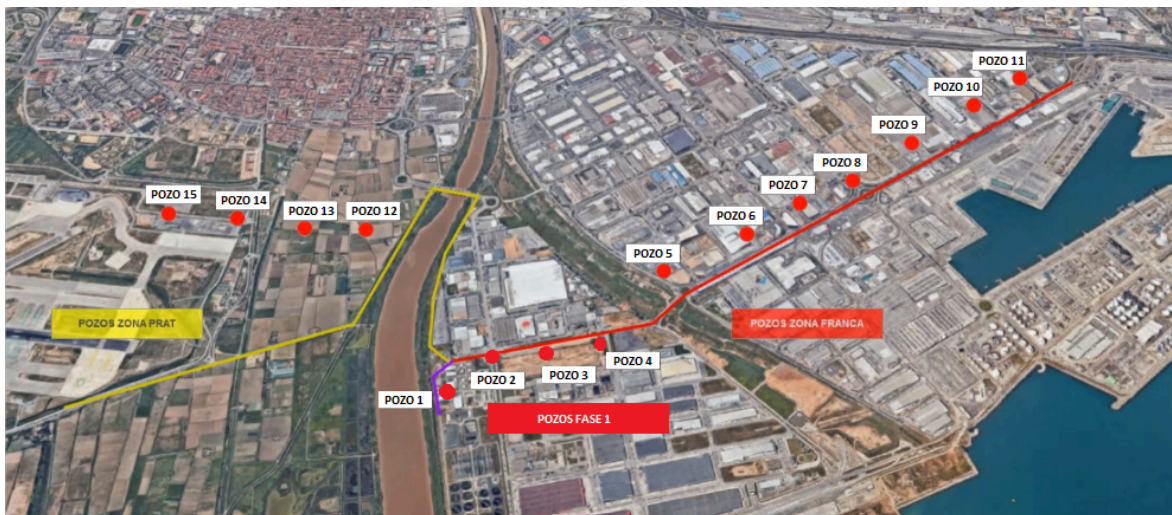 POZO 11
POZO 10
POZO 9
POZO 8
POZO 7
POZO 6
POZO 5
POZO 15
POZO 14
POZO 13
POZO 12
POZOS ZONA PRAT
POZOS ZONA FRANCA
POZO 4
POZO 3
POZO 2
POZO 1
POZOS FASE 1